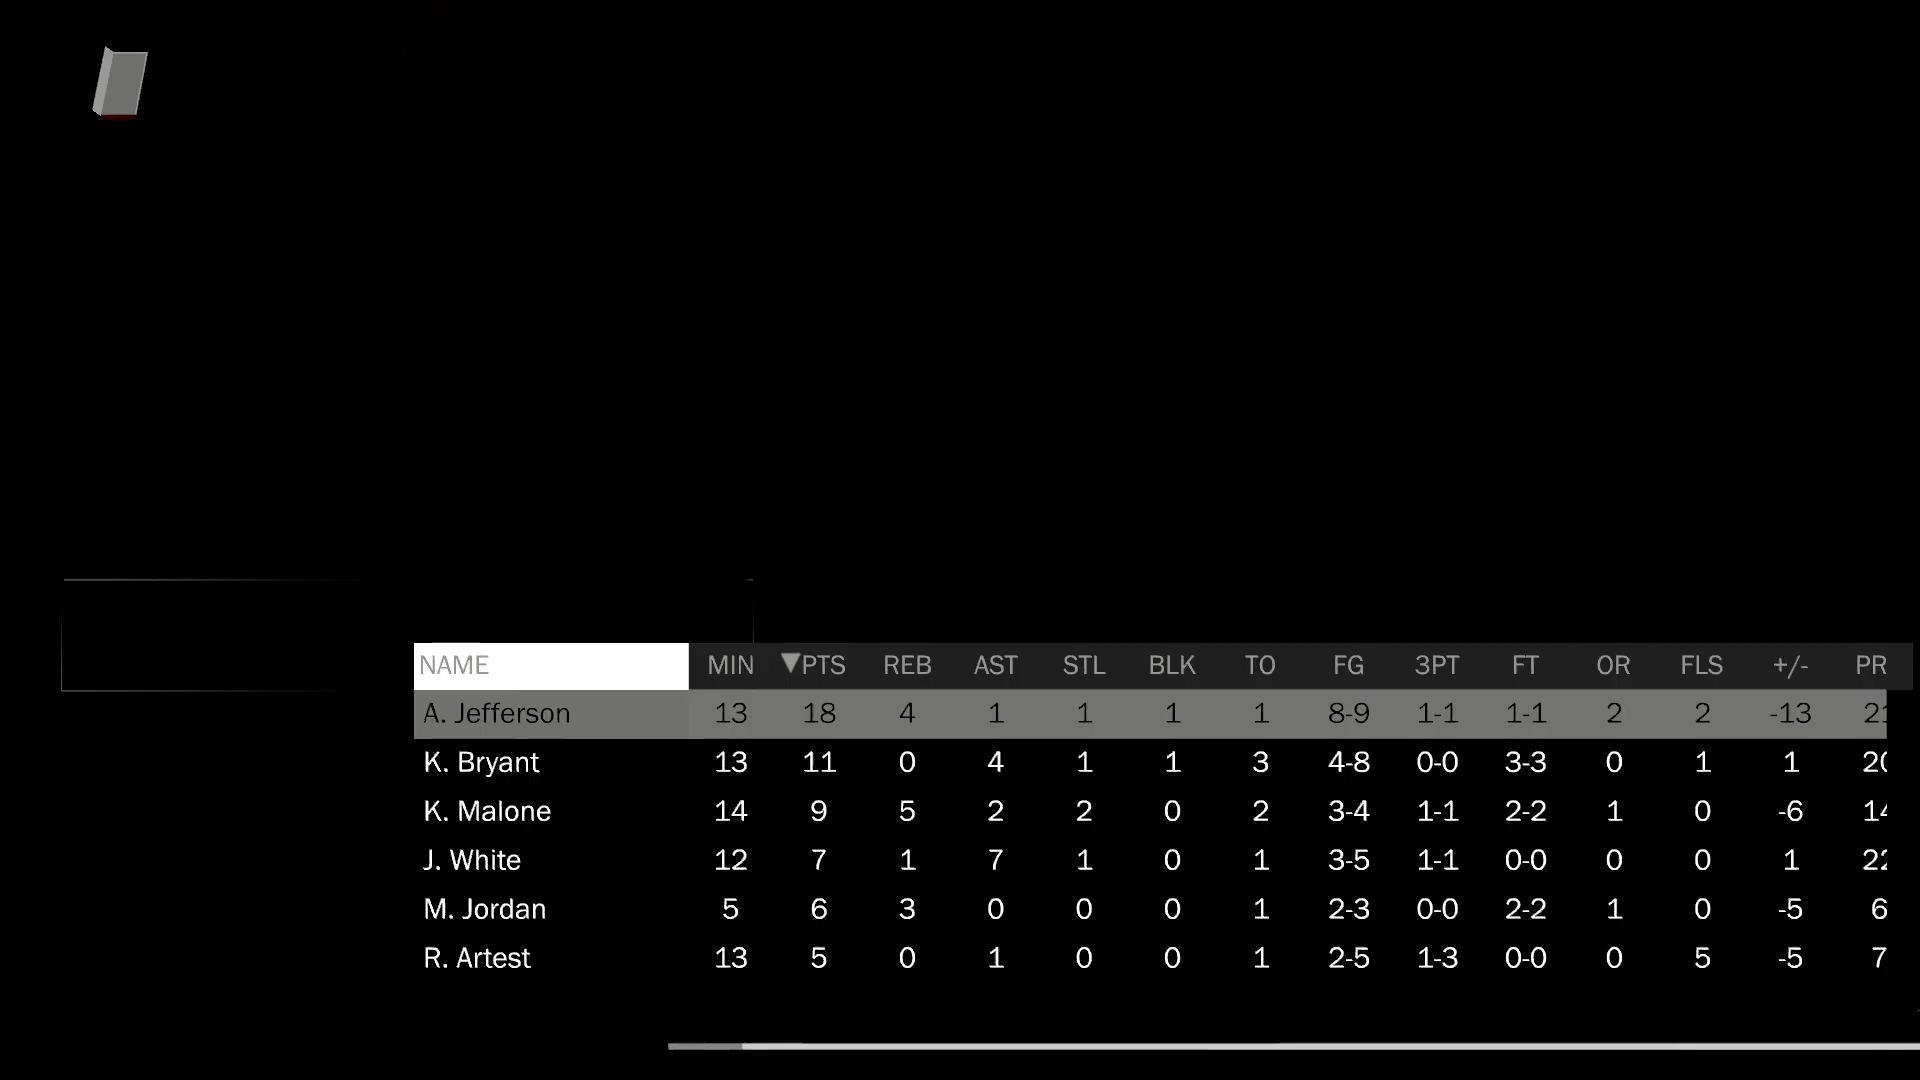 NAME MIN ▼PTS REB AST STL BLK TO FG 3PT FT OR FLS +/- PR
A. Jefferson 13 18 4 1 1 1 1 8-9 1-1 1-1 2 2 -13 21
K. Bryant 13 11 0 4 1 1 3 4-8 0-0 3-3 0 1 1 20
K. Malone 14 9 5 2 2 0 2 3-4 1-1 2-2 1 0 -6 14
J. White 12 7 1 7 1 0 1 3-5 1-1 0-0 0 0 1 22
M. Jordan 5 6 3 0 0 0 1 2-3 0-0 2-2 1 0 -5 6
R. Artest 13 5 0 1 0 0 1 2-5 1-3 0-0 0 5 -5 7